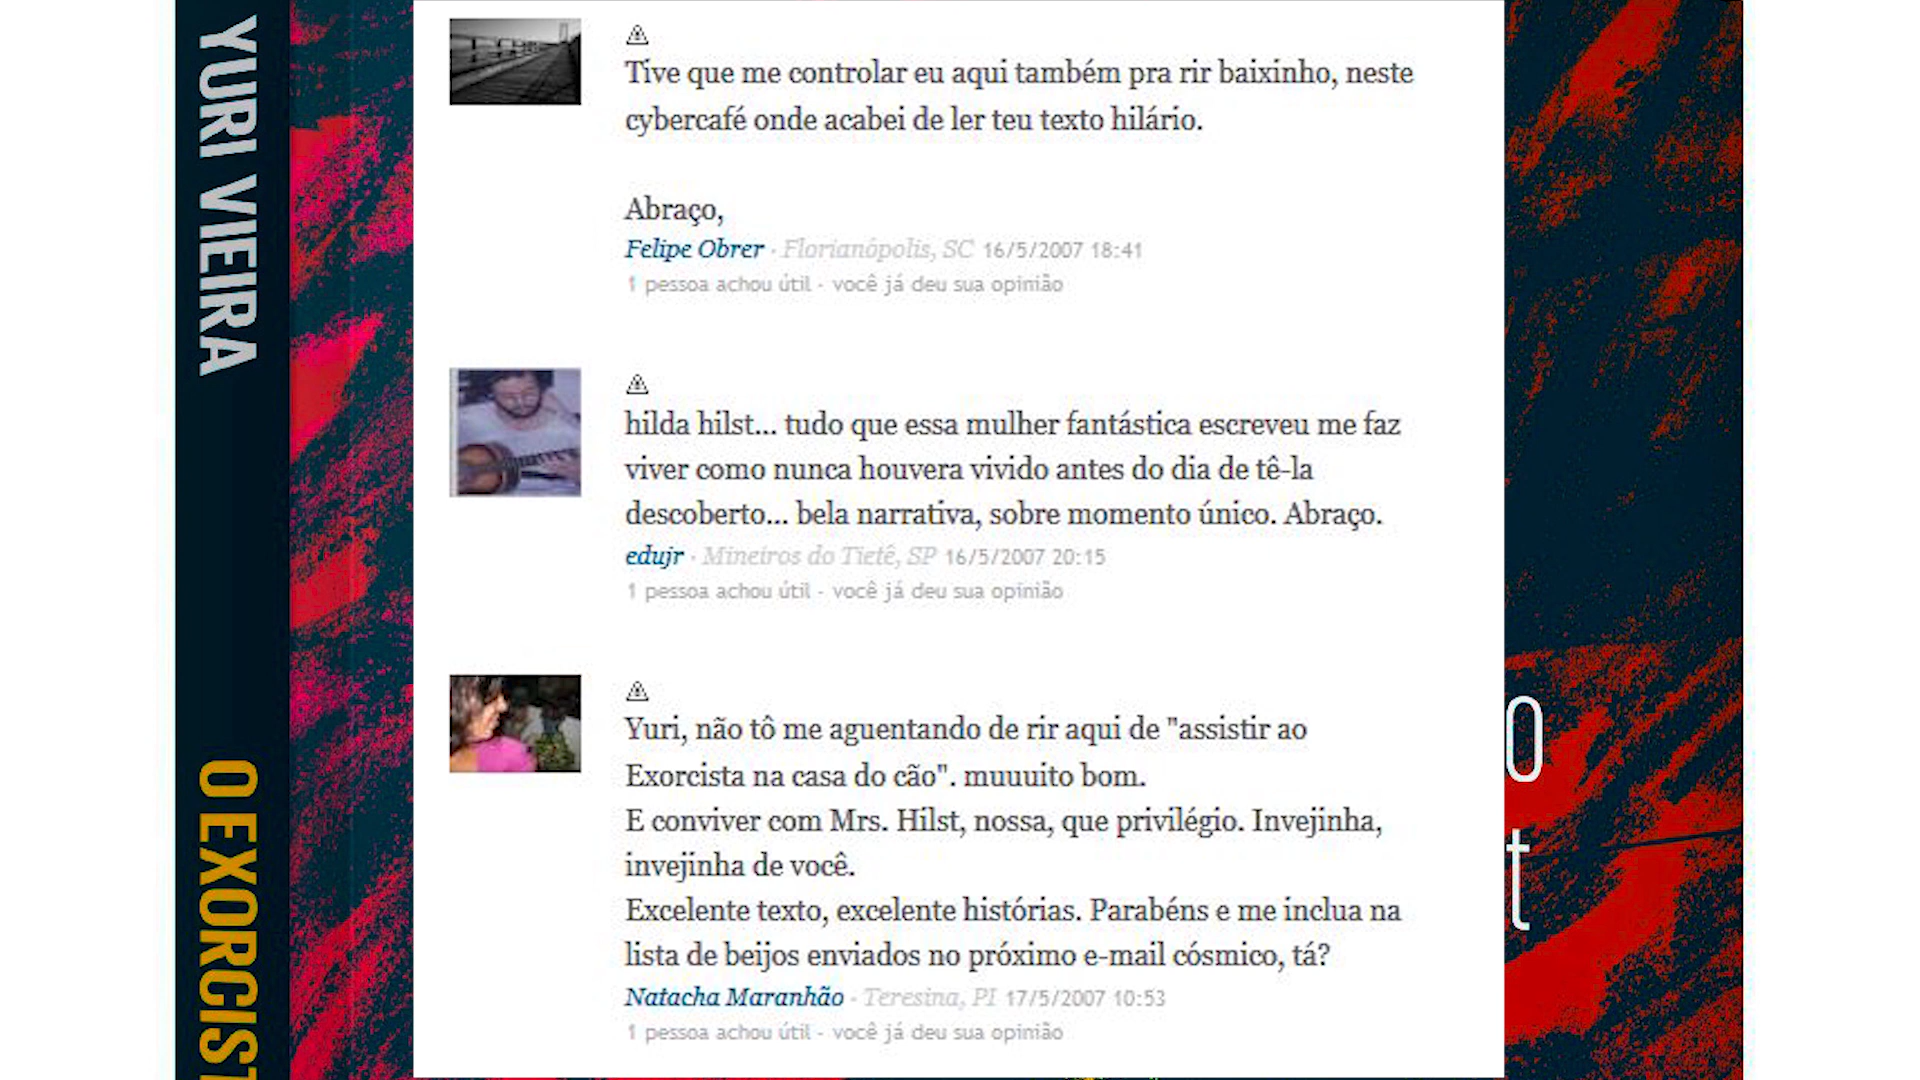 YURI VIEIRA
O EXORCIST
Tive que me controlar eu aqui também pra rir baixinho, neste
cybercafé onde acabei de ler teu texto hilário.
Abraço,
Felipe Obrer - Florianópolis, SC 16/5/2007 18:41
1 pessoa achou útil - você já deu sua opinião
hilda hilst... tudo que essa mulher fantástica escreveu me faz
viver como nunca houvera vivido antes do dia de tê-la
descoberto... bela narrativa, sobre momento único. Abraço.
edujr · Mineiros do Tietê, SP 16/5/2007 20:15
1 pessoa achou útil - você já deu sua opinião
Yuri, não tô me aguentando de rir aqui de "assistir ao
Exorcista na casa do cão". muuuito bom.
E conviver com Mrs. Hilst, nossa, que privilégio. Invejinha,
invejinha de você.
Excelente texto, excelente histórias. Parabéns e me inclua na
lista de beijos enviados no próximo e-mail cósmico, tá?
Natacha Maranhão - Teresina, PI 17/5/2007 10:53
1 pessoa achou útil - você já deu sua opinião
o
t